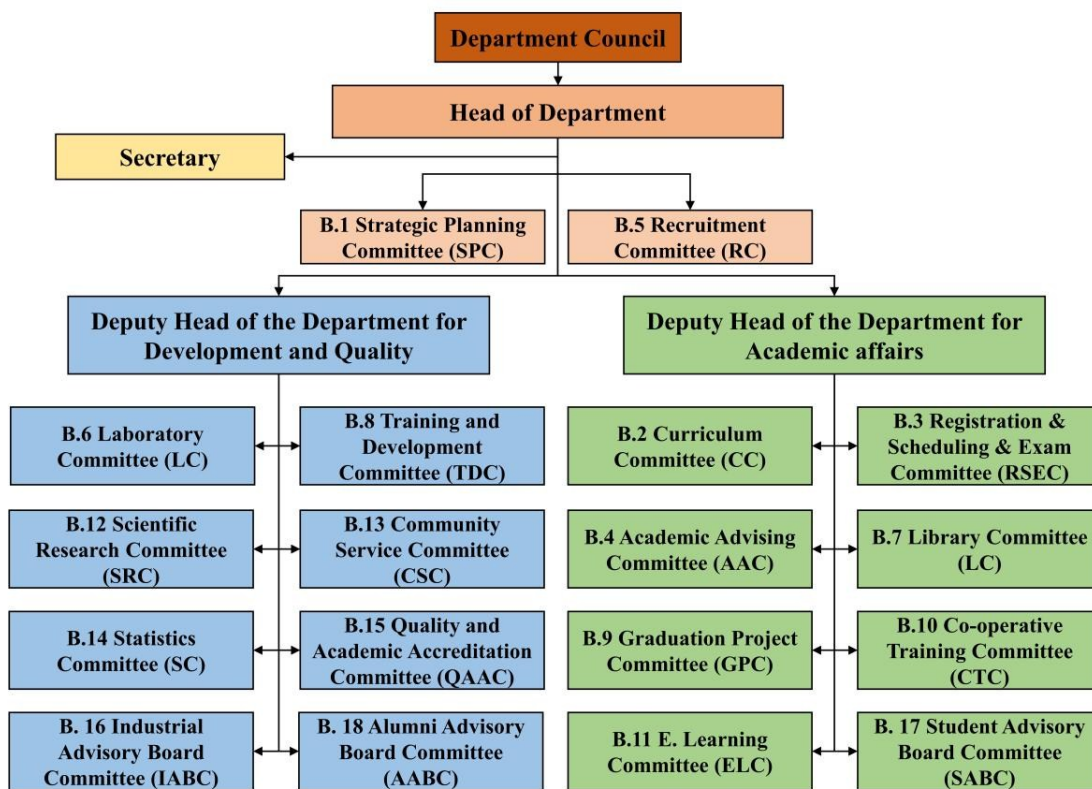 Department Council
Head of Department
Secretary
B.1 Strategic Planning
Committee (SPC)
B.5 Recruitment
Committee (RC)
Deputy Head of the Department for
Development and Quality
Deputy Head of the Department for
Academic affairs
B.6 Laboratory
Committee (LC)
B.8 Training and
Development
Committee (TDC)
B.2 Curriculum
Committee (CC)
B.3 Registration &
Scheduling & Exam
Committee (RSEC)
B.12 Scientific
Research Committee
(SRC)
B.13 Community
Service Committee
(CSC)
B.4 Academic Advising
Committee (AAC)
B.7 Library Committee
(LC)
B.14 Statistics
Committee (SC)
B.15 Quality and
Academic Accreditation
Committee (QAAC)
B.9 Graduation Project
Committee (GPC)
B.10 Co-operative
Training Committee
(CTC)
B. 16 Industrial
Advisory Board
Committee (IABC)
B. 18 Alumni Advisory
Board Committee
(AABC)
B.11 E. Learning
Committee (ELC)
B. 17 Student Advisory
Board Committee
(SABC)